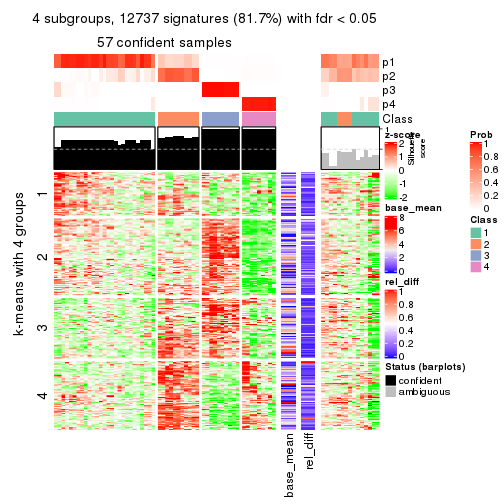 4 subgroups, 12737 signatures (81.7%) with fdr < 0.05
57 confident samples
p1
p2
p3
p4
Class
Silhouette score
1
k-means with 4 groups
1
2
3
4
base_mean
rel_diff
z-score
2
1
0
-1
-2
base_mean
8
6
4
2
0
rel_diff
1
0.8
0.6
0.4
0.2
0
Status (barplots)
confident
ambiguous
Prob
1
0.8
0.6
0.4
0.2
0
Class
1
2
3
4